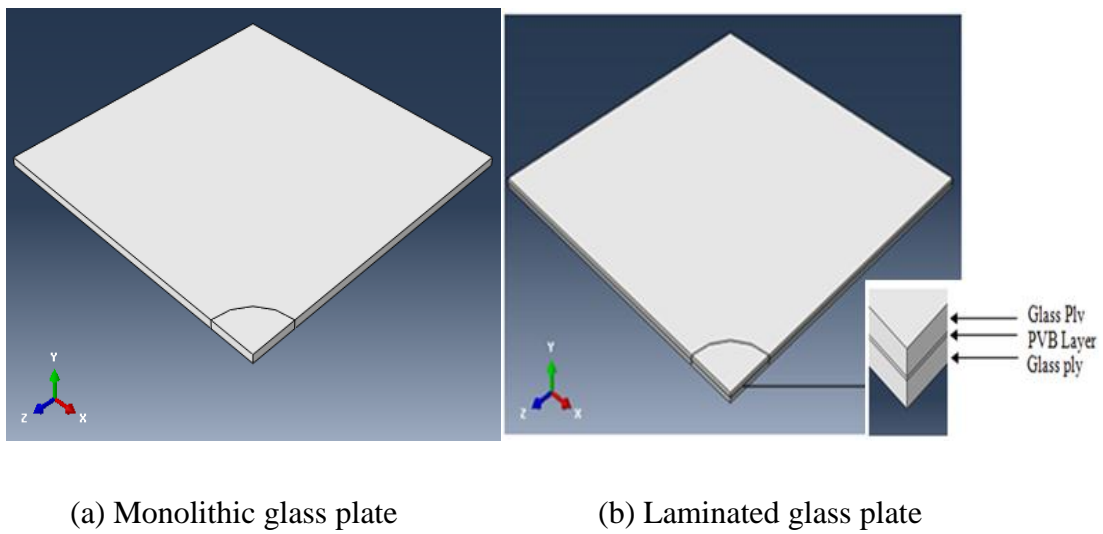 Y
Z
X
Y
Z
X
Glass Plv
PVB Layer
Glass ply
(a) Monolithic glass plate
(b) Laminated glass plate